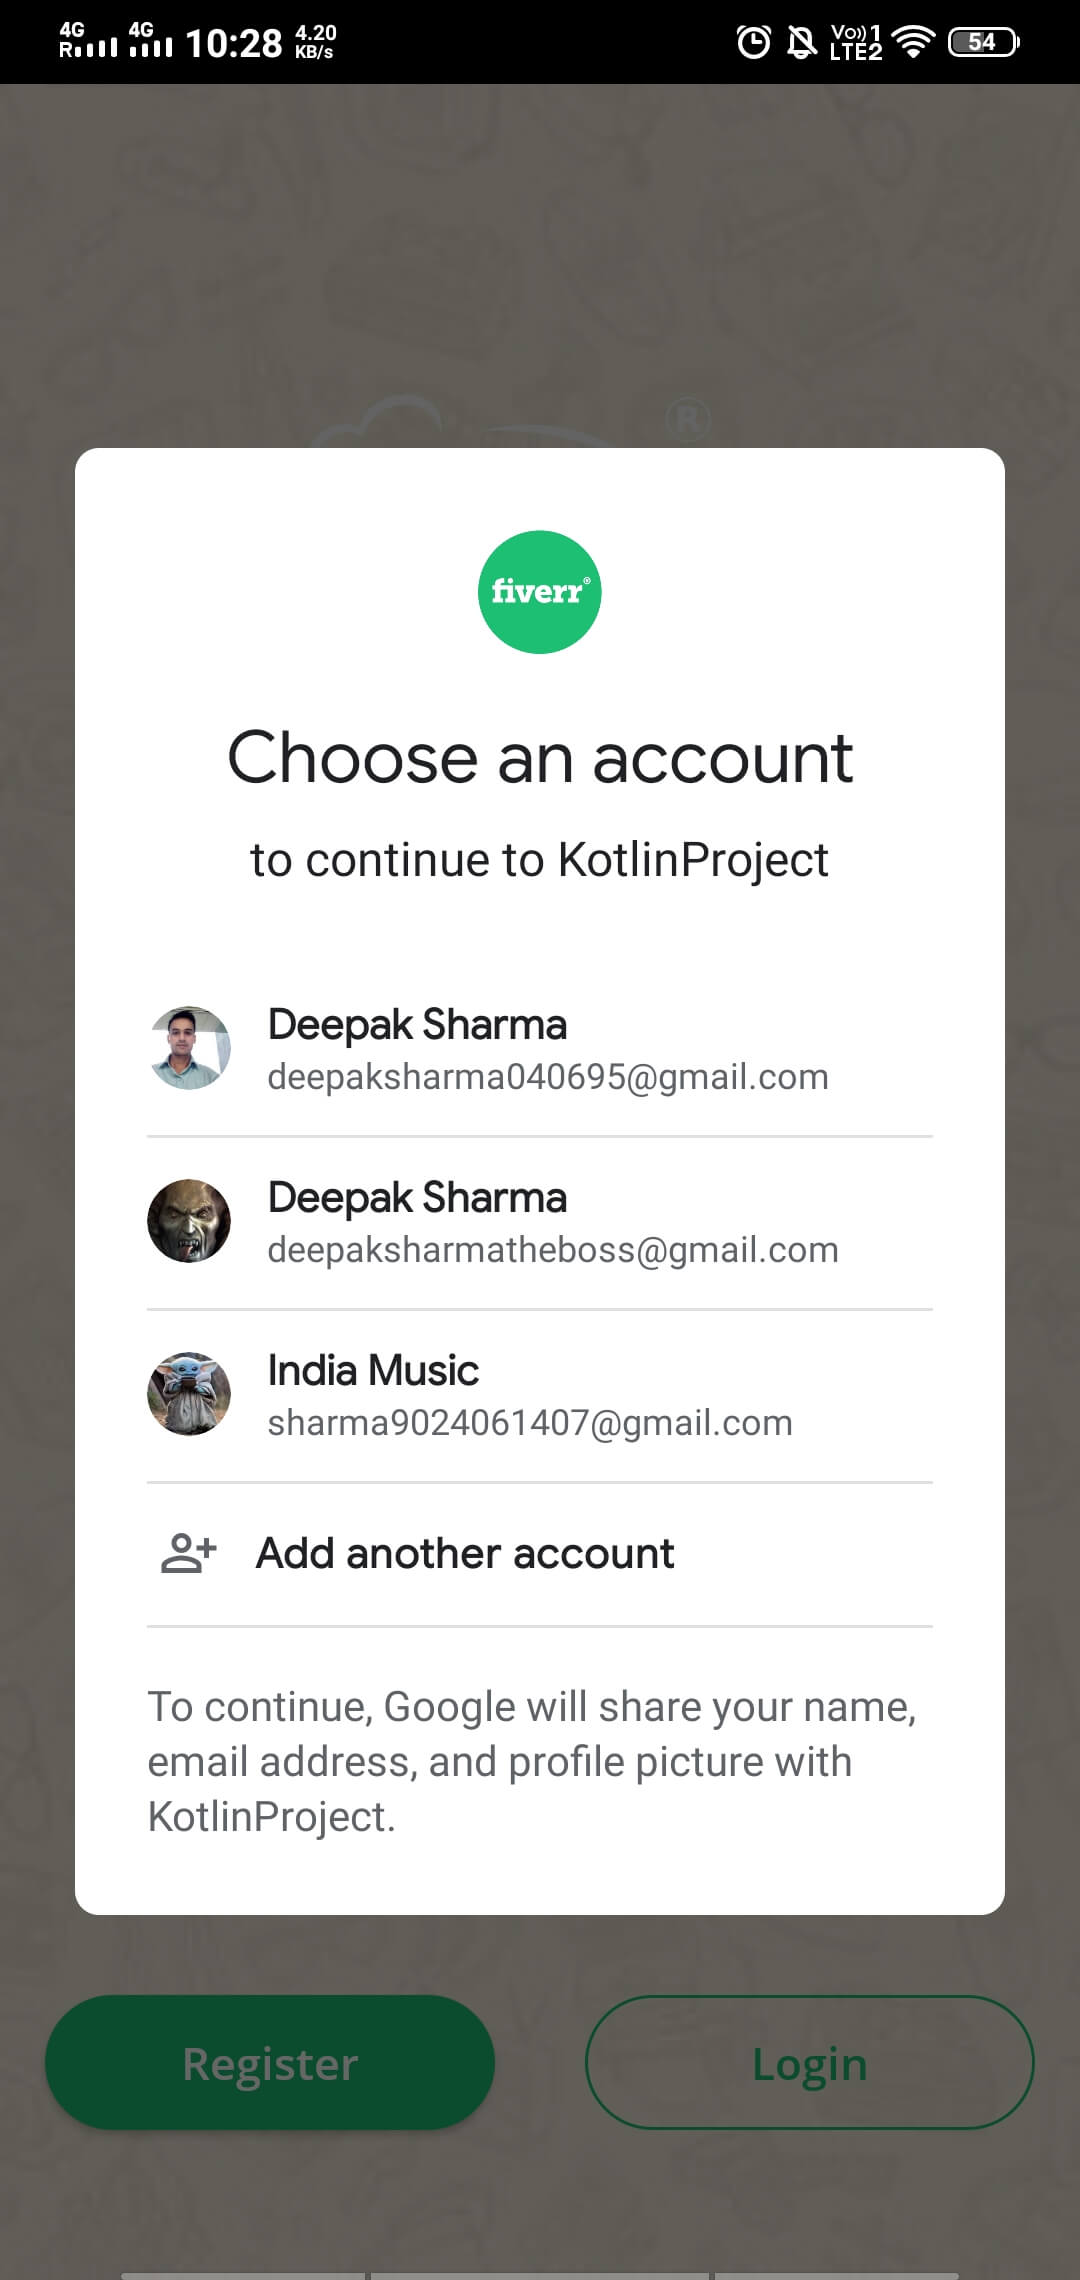 4G 4G 10:28 4.20
R KB/s
Vo)) 1
LTE2
54
R
fiverr®
Choose an account
to continue to KotlinProject
Deepak Sharma
deepaksharma040695@gmail.com
Deepak Sharma
deepaksharmatheboss@gmail.com
India Music
sharma9024061407@gmail.com
Add another account
To continue, Google will share your name,
email address, and profile picture with
KotlinProject.
Register
Login